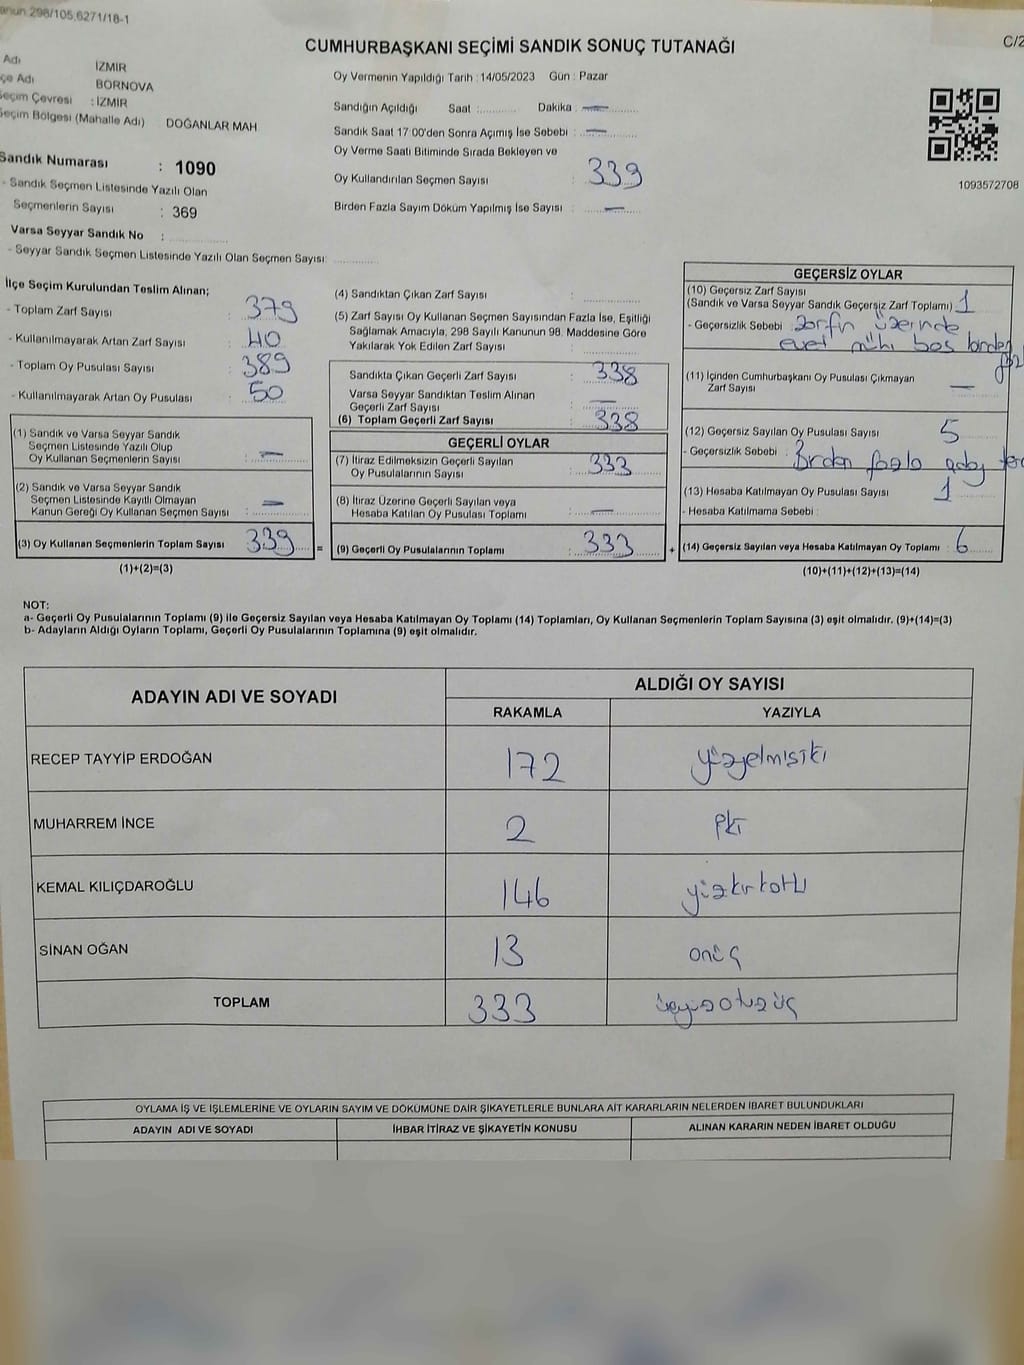 298/105,6271/18-1
C/2
CUMHURBAŞKANI SEÇİMİ SANDIK SONUÇ TUTANAĞI
Adı İZMİR
Adı BORNOVA
Seçim Çevresi : İZMİR
Seçim Bölgesi (Mahalle Adı) DOĞANLAR MAH
Sandık Numarası : 1090
- Sandık Seçmen Listesinde Yazılı Olan
Seçmenlerin Sayısı : 369
Varsa Seyyar Sandık No :
- Seyyar Sandık Seçmen Listesinde Yazılı Olan Seçmen Sayısı :
Oy Vermenin Yapıldığı Tarih : 14/05/2023 Gün : Pazar
Sandığın Açıldığı Saat : Dakika : —
Sandık Saat 17 00'den Sonra Açımış İse Sebebi : —
Oy Verme Saati Bitiminde Sırada Bekleyen ve
Oy Kullandırılan Seçmen Sayısı : 339
Birden Fazla Sayım Döküm Yapılmış İse Sayısı : —
1093572708
İlçe Seçim Kurulundan Teslim Alınan;
- Toplam Zarf Sayısı : 379
- Kullanılmayarak Artan Zarf Sayısı : 40
- Toplam Oy Pusulası Sayısı : 389
- Kullanılmayarak Artan Oy Pusulası : 50
(1) Sandık ve Varsa Seyyar Sandık
Seçmen Listesinde Yazılı Olup
Oy Kullanan Seçmenlerin Sayısı : —
(2) Sandık ve Varsa Seyyar Sandık
Seçmen Listesinde Kayıtlı Olmayan
Kanun Gereği Oy Kullanan Seçmen Sayısı : —
(3) Oy Kullanan Seçmenlerin Toplam Sayısı 339 =
(1)+(2)=(3)
(4) Sandıktan Çıkan Zarf Sayısı :
(5) Zarf Sayısı Oy Kullanan Seçmen Sayısından Fazla İse, Eşitliği
Sağlamak Amacıyla, 298 Sayılı Kanunun 98. Maddesine Göre
Yakılarak Yok Edilen Zarf Sayısı :
Sandıkta Çıkan Geçerli Zarf Sayısı : 338
Varsa Seyyar Sandıktan Teslim Alınan
Geçerli Zarf Sayısı : —
(6) Toplam Geçerli Zarf Sayısı : 338
GEÇERLİ OYLAR
(7) İtiraz Edilmeksizin Geçerli Sayılan
Oy Pusulalarının Sayısı : 333
(8) İtiraz Üzerine Geçerli Sayılan veya
Hesaba Katılan Oy Pusulası Toplamı : —
(9) Geçerli Oy Pusulalarının Toplamı : 333 +
GEÇERSİZ OYLAR
(10) Geçersiz Zarf Sayısı
(Sandık ve Varsa Seyyar Sandık Geçersiz Zarf Toplamı) 1
- Geçersizlik Sebebi : zarfın üzerinde
evet mühü
(11) İçinden Cumhurbaşkanı Oy Pusulası Çıkmayan
Zarf Sayısı —
(12) Geçersiz Sayılan Oy Pusulası Sayısı 5
- Geçersizlik Sebebi : Birden fazla aday
(13) Hesaba Katılmayan Oy Pusulası Sayısı 1
- Hesaba Katılmama Sebebi :
(14) Geçersiz Sayılan veya Hesaba Katılmayan Oy Toplamı : 6
(10)+(11)+(12)+(13)=(14)
NOT:
a- Geçerli Oy Pusulalarının Toplamı (9) ile Geçersiz Sayılan veya Hesaba Katılmayan Oy Toplamı (14) Toplamları, Oy Kullanan Seçmenlerin Toplam Sayısına (3) eşit olmalıdır. (9)+(14)=(3)
b- Adayların Aldığı Oyların Toplamı, Geçerli Oy Pusulalarının Toplamına (9) eşit olmalıdır.
ADAYIN ADI VE SOYADI ALDIĞI OY SAYISI
RAKAMLA YAZIYLA
RECEP TAYYİP ERDOĞAN 172 yüzyetmişiki
MUHARREM İNCE 2 iki
KEMAL KILIÇDAROĞLU 146 yüzkırkaltı
SİNAN OĞAN 13 onüç
TOPLAM 333 üçyüzotuzüç
OYLAMA İŞ VE İŞLEMLERİNE VE OYLARIN SAYIM VE DÖKÜMÜNE DAİR ŞİKAYETLERLE BUNLARA AİT KARARLARIN NELERDEN İBARET BULUNDUKLARI
ADAYIN ADI VE SOYADI İHBAR İTİRAZ VE ŞİKAYETİN KONUSU ALINAN KARARIN NEDEN İBARET OLDUĞU